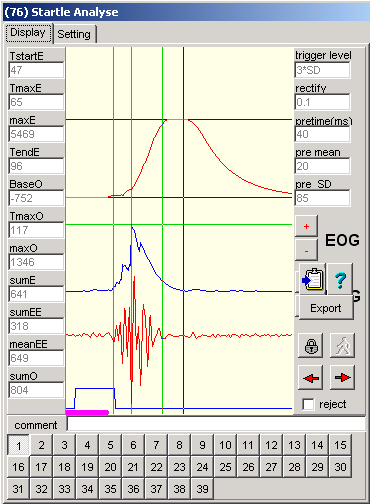 (76) Startle Analyse
Display Setting
TstartE
47
TmaxE
65
maxE
5469
TendE
96
BaseO
-752
TmaxO
117
maxO
1346
sumE
641
sumEE
318
meanEE
649
sumO
804
trigger level
3*SD
rectify
0.1
pretime(ms)
40
pre mean
20
pre SD
85
+
-
EOG
?
Export
reject
comment
1 2 3 4 5 6 7 8 9 10 11 12 13 14 15
16 17 18 19 20 21 22 23 24 25 26 27 28 29 30
31 32 33 34 35 36 37 38 39